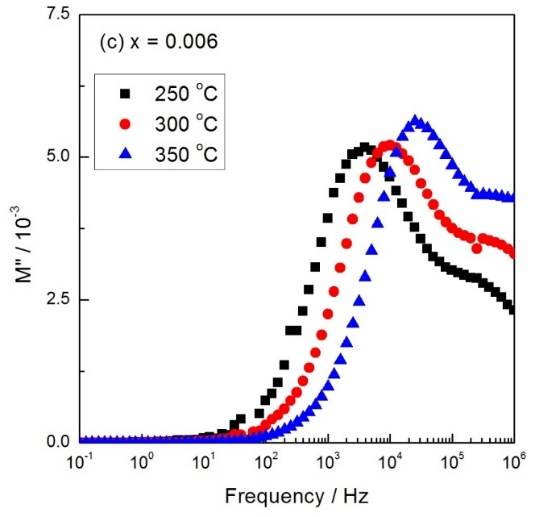 (c) x = 0.006
250 °C
300 °C
350 °C
7.5
5.0
2.5
0.0
M" / 10⁻³
10⁻¹ 10⁰ 10¹ 10² 10³ 10⁴ 10⁵ 10⁶
Frequency / Hz